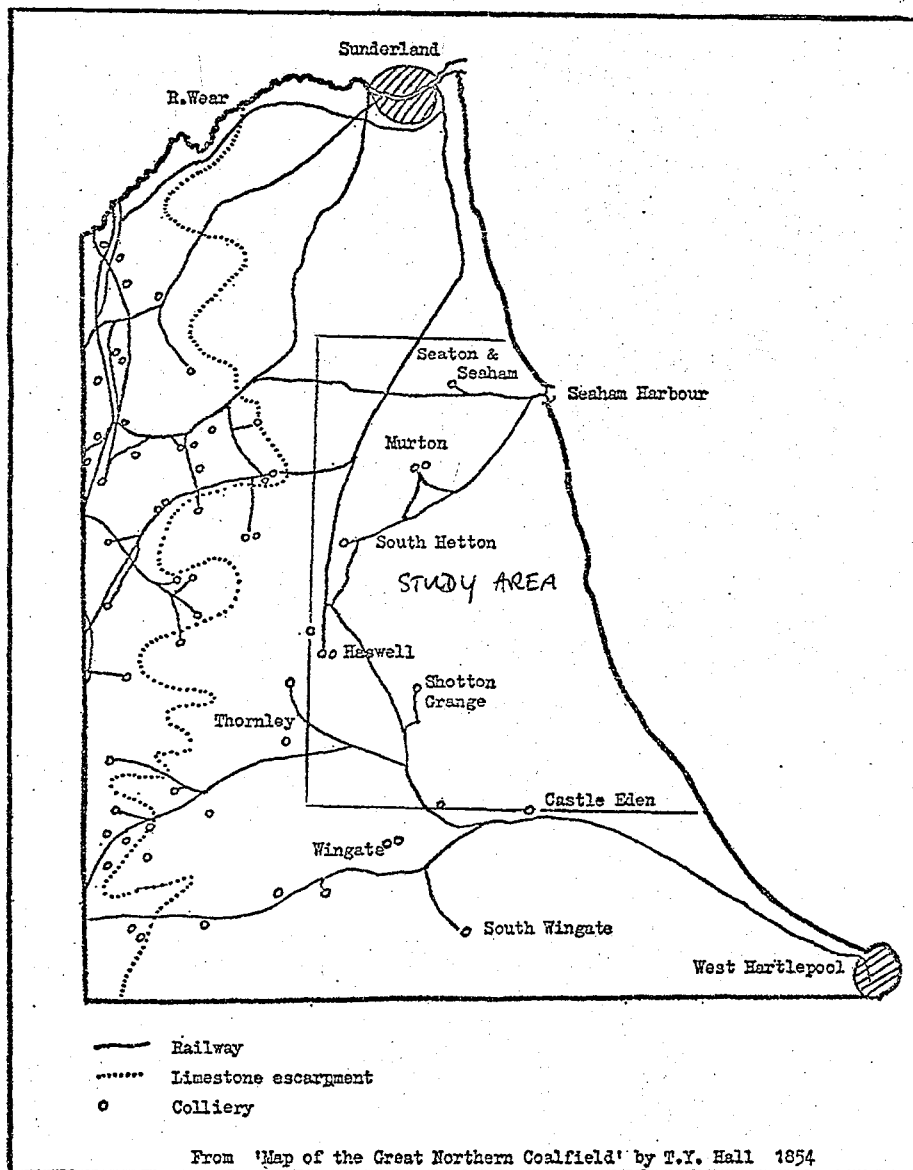 Sunderland
R.Wear
Seaton &
Seaham
Seaham Harbour
Murton
South Hetton
STUDY AREA
Haswell
Shotton
Grange
Thornley
Castle Eden
Wingate
South Wingate
West Hartlepool
Railway
Limestone escarpment
Colliery
From 'Map of the Great Northern Coalfield' by T.Y. Hall 1854